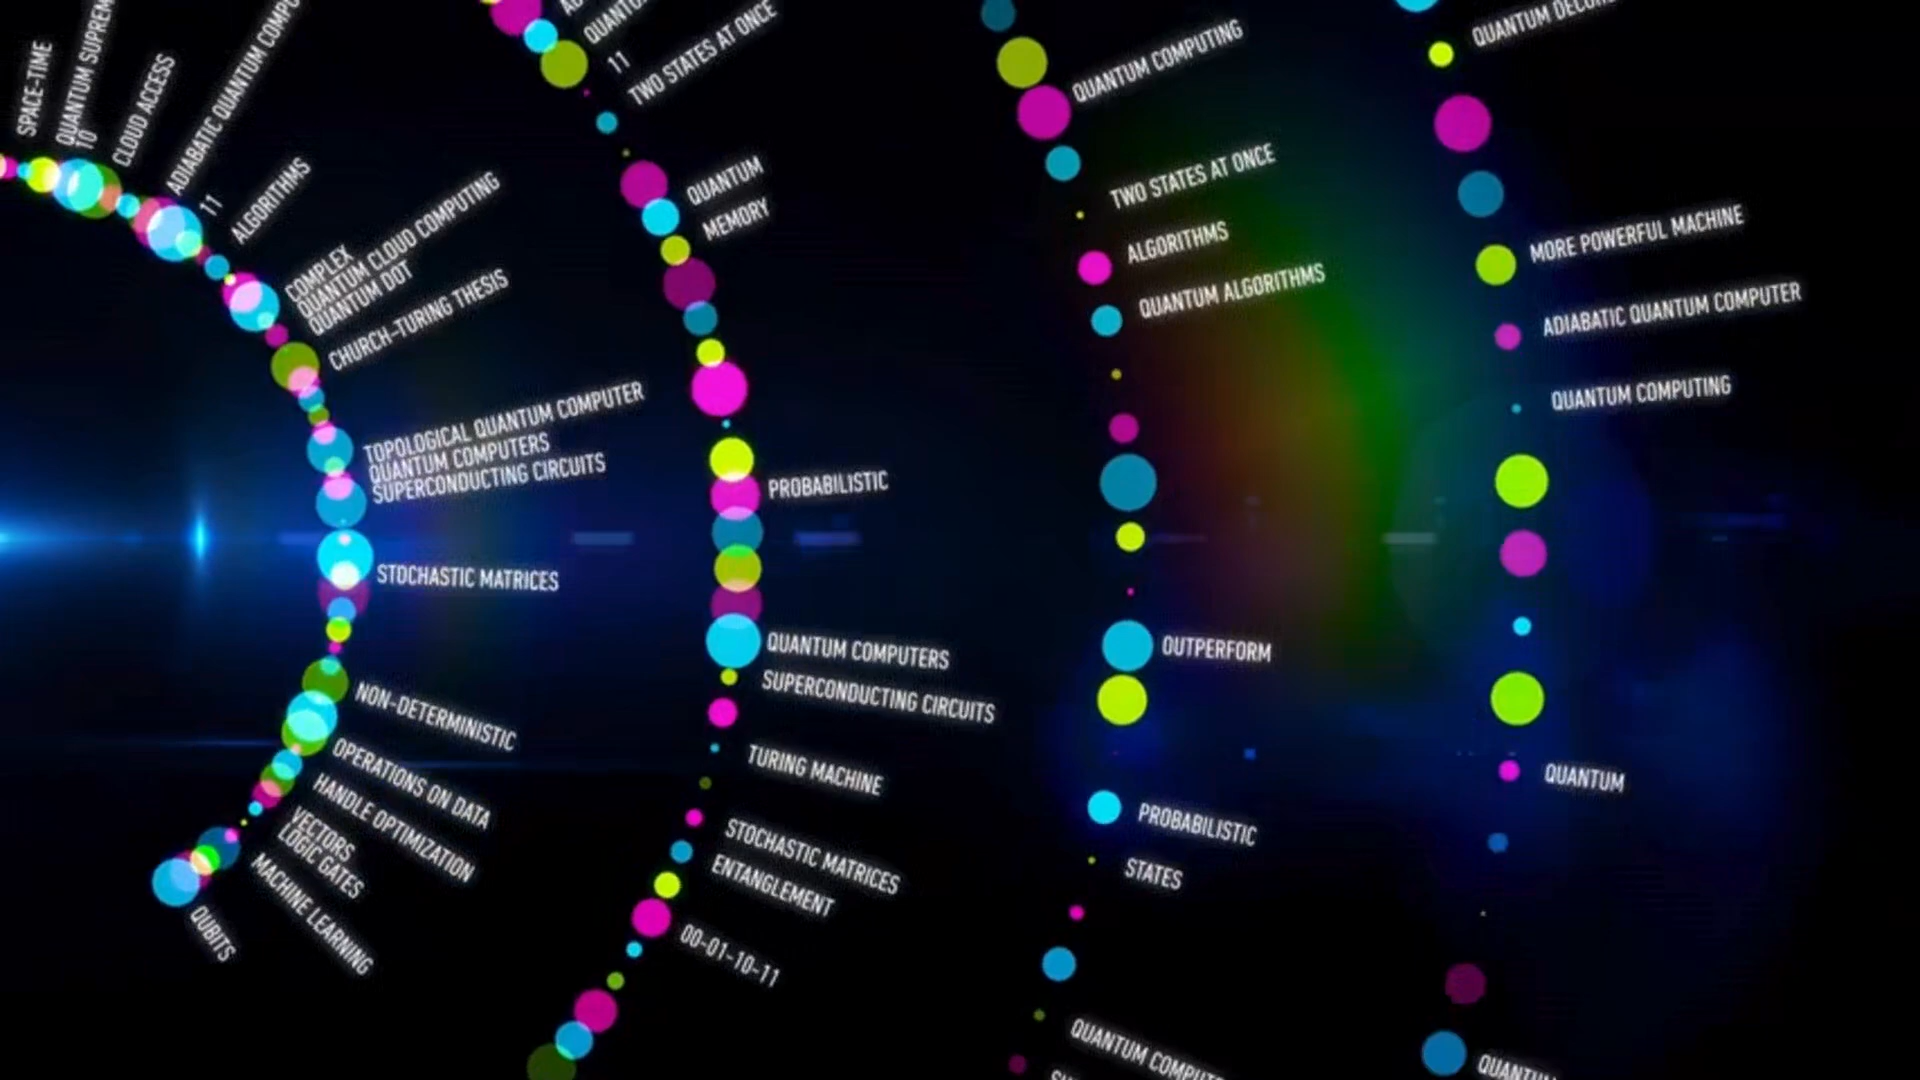 SPACE-TIME
QUANTUM
10
CLOUD ACCESS
ADIABATIC QUANTUM
11
ALGORITHMS
COMPLEX
QUANTUM CLOUD COMPUTING
QUANTUM DOT
CHURCH-TURING THESIS
TOPOLOGICAL QUANTUM COMPUTER
QUANTUM COMPUTERS
SUPERCONDUCTING CIRCUITS
STOCHASTIC MATRICES
NON-DETERMINISTIC
OPERATIONS ON DATA
HANDLE OPTIMIZATION
VECTORS
LOGIC GATES
MACHINE LEARNING
QUBITS
11
TWO STATES AT ONCE
QUANTUM
MEMORY
PROBABILISTIC
QUANTUM COMPUTERS
SUPERCONDUCTING CIRCUITS
TURING MACHINE
STOCHASTIC MATRICES
ENTANGLEMENT
00-01-10-11
QUANTUM COMPUTING
TWO STATES AT ONCE
ALGORITHMS
QUANTUM ALGORITHMS
OUTPERFORM
PROBABILISTIC
STATES
QUANTUM
QUANTUM
MORE POWERFUL MACHINE
ADIABATIC QUANTUM COMPUTER
QUANTUM COMPUTING
QUANTUM
QUANTUM